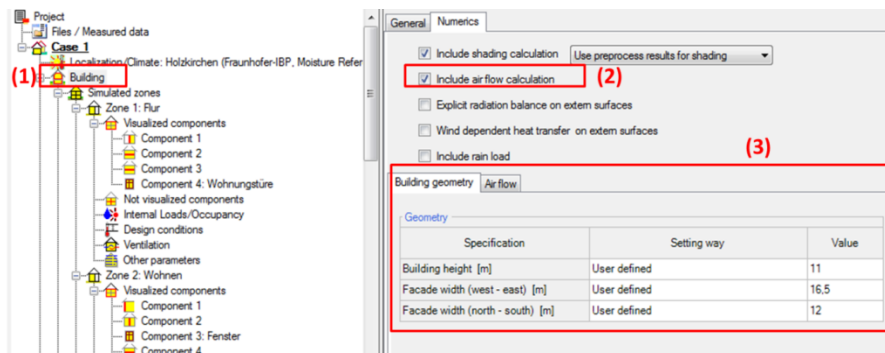 Project
Files / Measured data
Case 1
Localization/Climate: Holzkirchen (Fraunhofer-IBP, Moisture Refer
(1)
Building
Simulated zones
Zone 1: Flur
Visualized components
Component 1
Component 2
Component 3
Component 4: Wohnungstüre
Not visualized components
Internal Loads/Occupancy
Design conditions
Ventilation
Other parameters
Zone 2: Wohnen
Visualized components
Component 1
Component 2
Component 3: Fenster
Component 4
General Numerics
Include shading calculation Use preprocess results for shading
Include air flow calculation (2)
Explicit radiation balance on extern surfaces
Wind dependent heat transfer on extern surfaces
Include rain load
(3)
Building geometry Air flow
Geometry
Specification Setting way Value
Building height [m] User defined 11
Facade width (west - east) [m] User defined 16,5
Facade width (north - south) [m] User defined 12